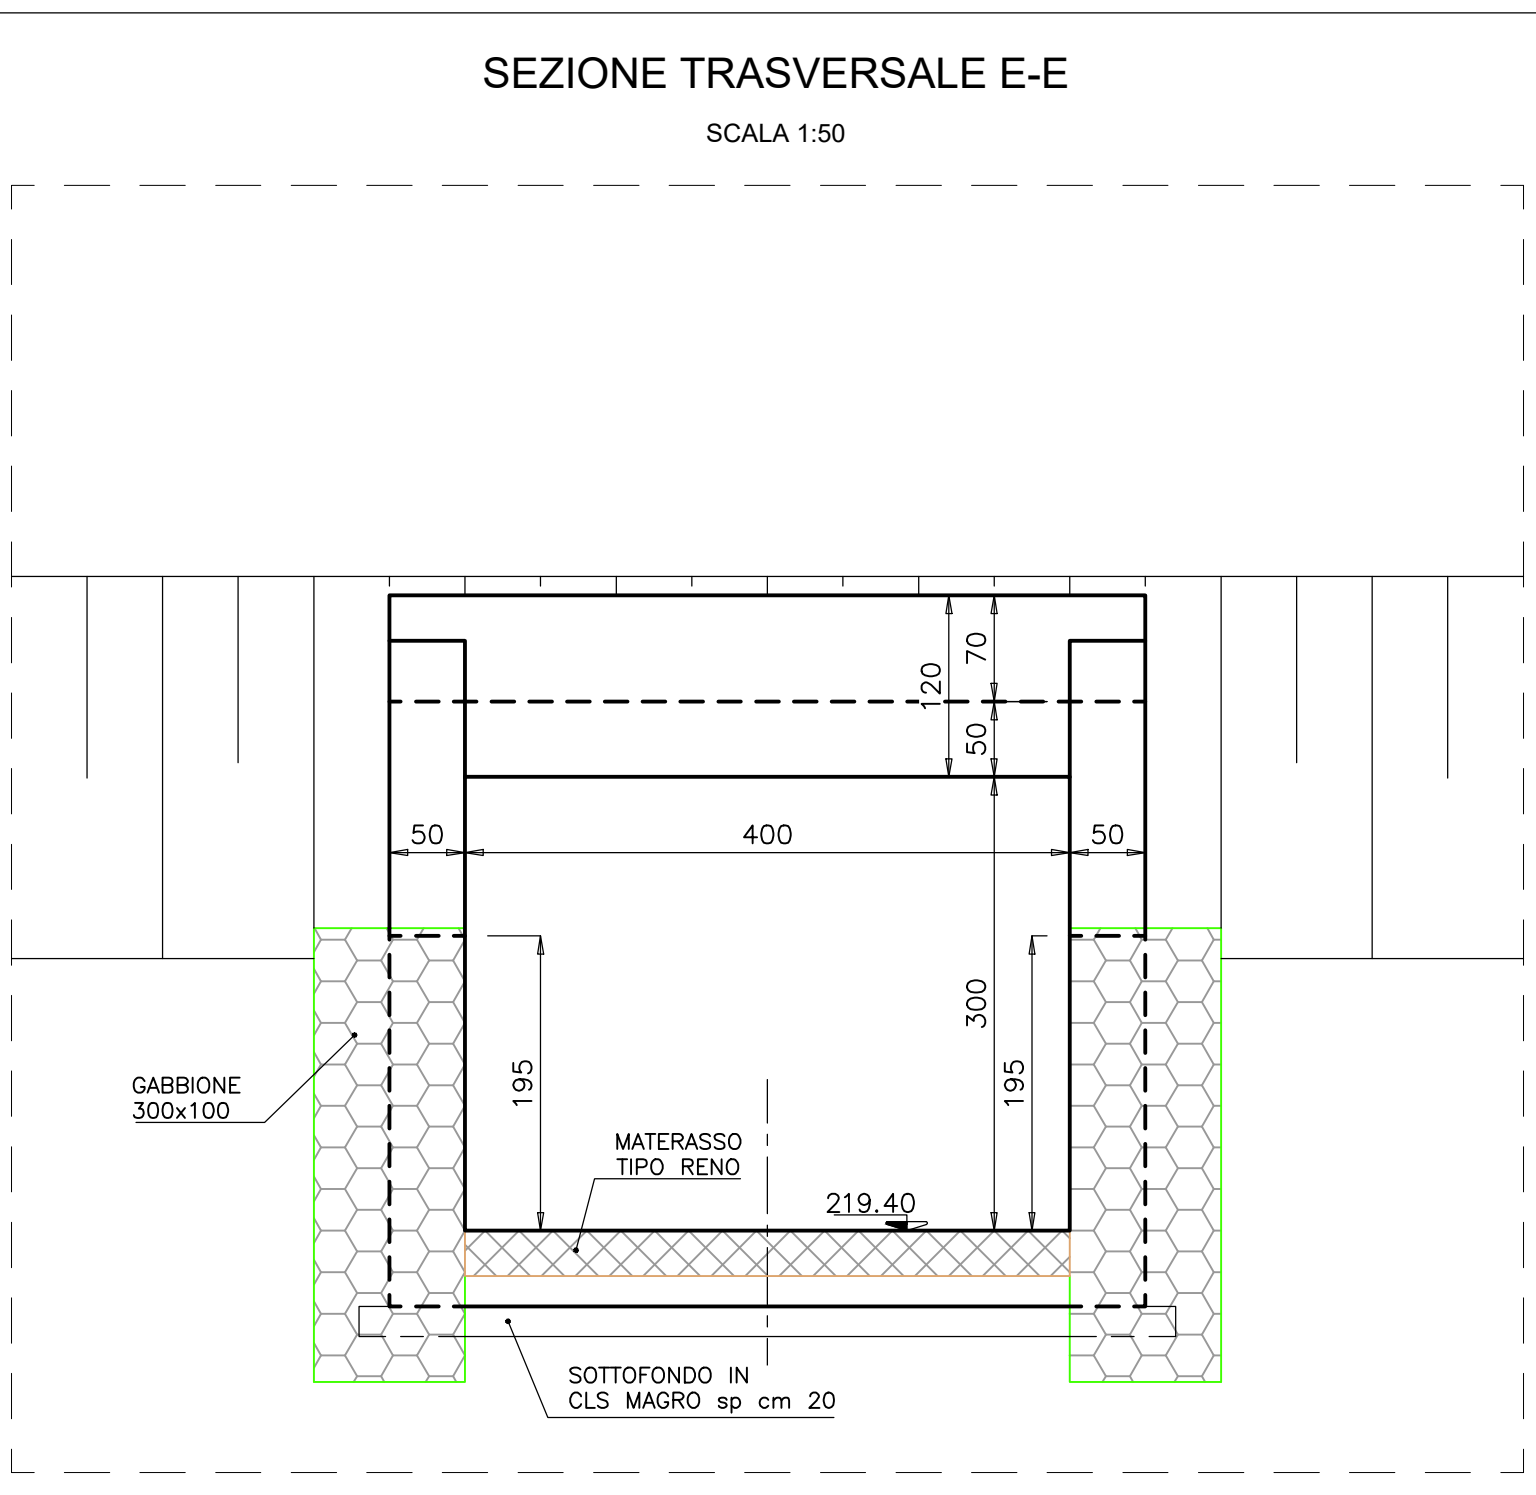 SEZIONE TRASVERSALE E-E
SCALA 1:50
70
120
50
50
400
50
300
195
195
GABBIONE
300x100
MATERASSO
TIPO RENO
219.40
SOTTOFONDO IN
CLS MAGRO sp cm 20